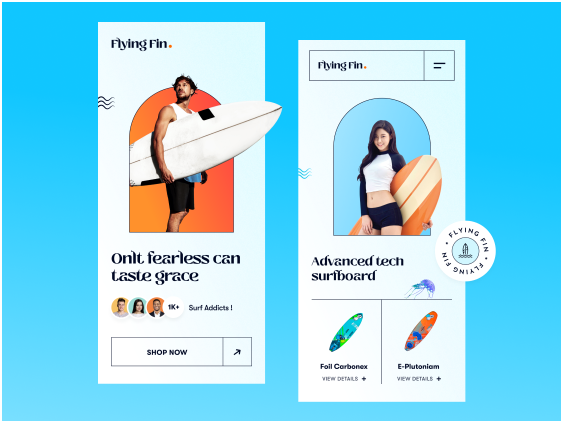 Flying Fin.
Onlt fearless can
taste grace
1K+
Surf Addicts !
SHOP NOW
Flying Fin.
Advanced tech
surfboard
FLYING FIN • FLYING FIN •
Foil Carbonex
VIEW DETAILS +
E-Plutoniam
VIEW DETAILS +